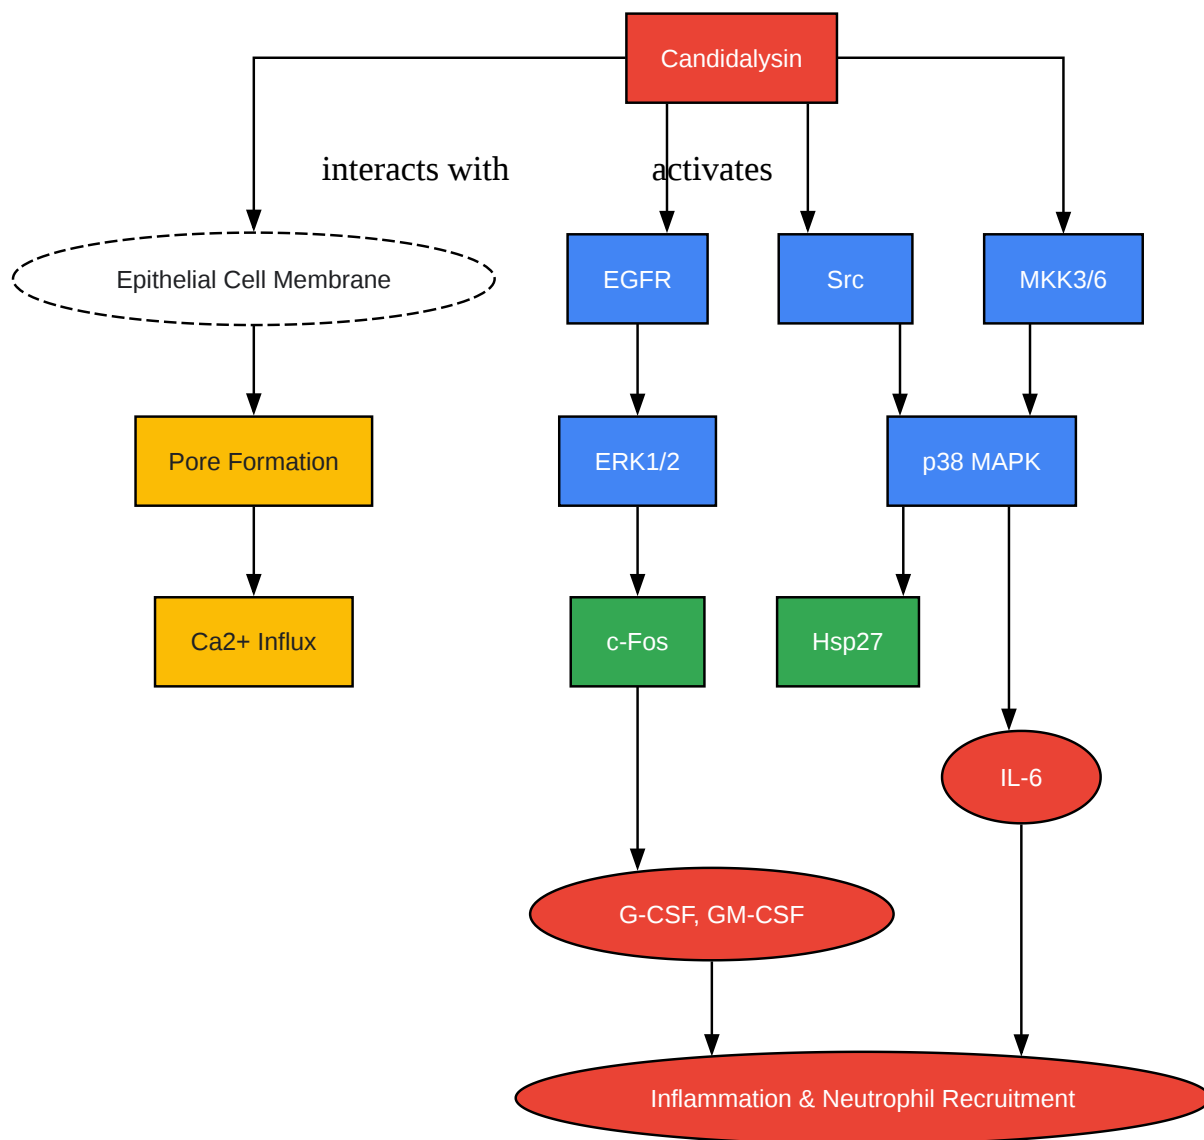 Candidalysin
interacts with
activates
Epithelial Cell Membrane
EGFR
Src
MKK3/6
Pore Formation
ERK1/2
p38 MAPK
Ca2+ Influx
c-Fos
Hsp27
IL-6
G-CSF, GM-CSF
Inflammation & Neutrophil Recruitment